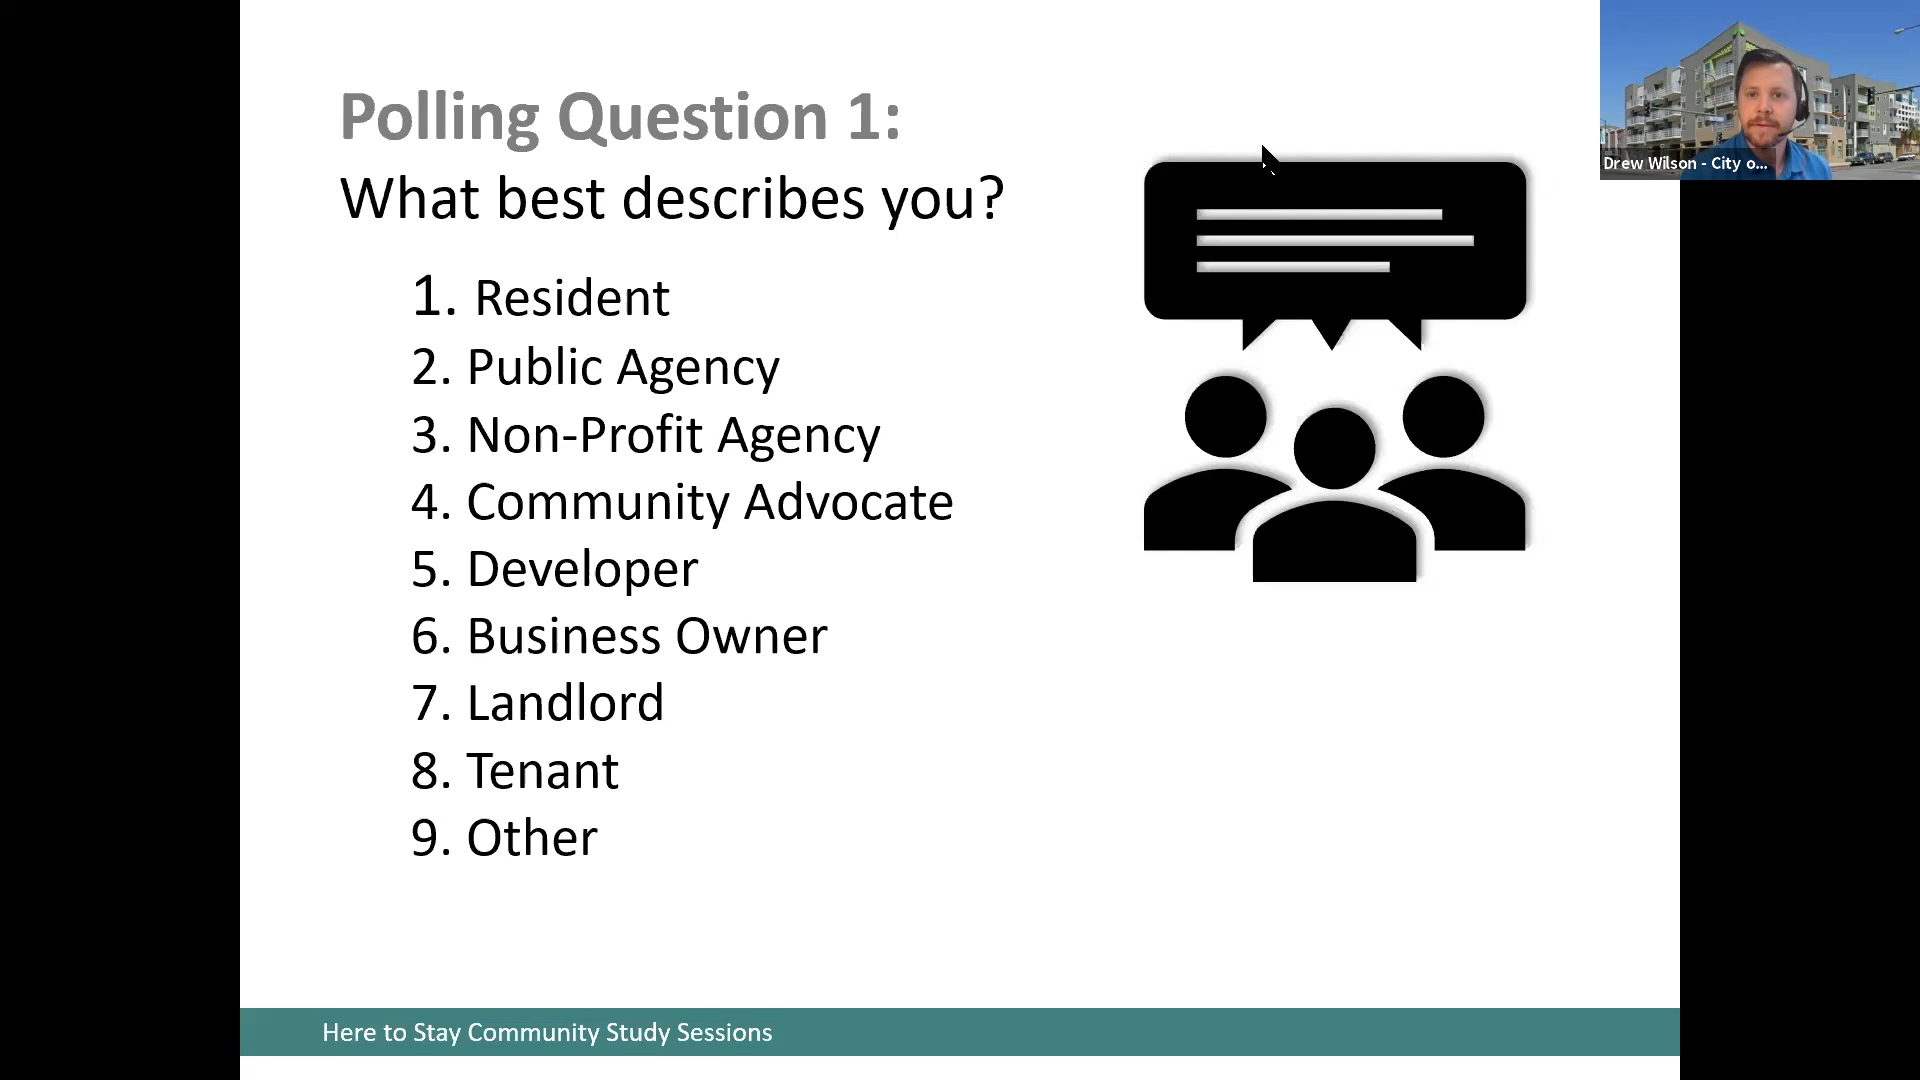 Polling Question 1:
What best describes you?
1. Resident
2. Public Agency
3. Non-Profit Agency
4. Community Advocate
5. Developer
6. Business Owner
7. Landlord
8. Tenant
9. Other
Drew Wilson - City o...
Here to Stay Community Study Sessions